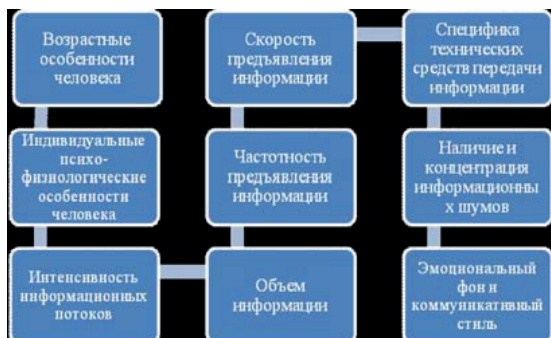 Возрастные
особенности
человека
Индивидуальные
психо-
физиологические
особенности
человека
Интенсивность
информационных
потоков
Объем
информации
Частотность
предъявления
информации
Скорость
предъявления
информации
Специфика
технических
средств передачи
информации
Наличие и
концентрация
информационны
х шумов
Эмоциональный
фон и
коммуникативный
стиль